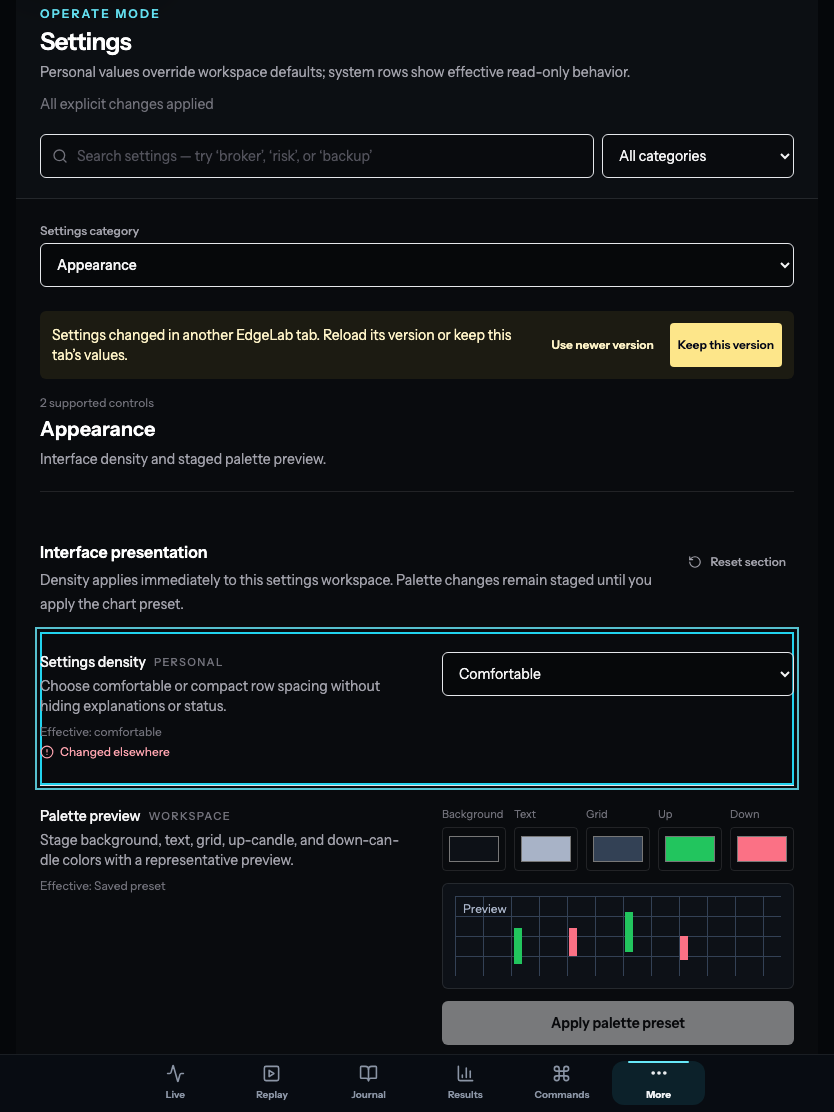 OPERATE MODE
Settings
Personal values override workspace defaults; system rows show effective read-only behavior.
All explicit changes applied
Search settings — try ‘broker’, ‘risk’, or ‘backup’
All categories
Settings category
Appearance
Settings changed in another EdgeLab tab. Reload its version or keep this
tab’s values.
Use newer version
Keep this version
2 supported controls
Appearance
Interface density and staged palette preview.
Interface presentation
Density applies immediately to this settings workspace. Palette changes remain staged until you
apply the chart preset.
Reset section
Settings density PERSONAL
Choose comfortable or compact row spacing without
hiding explanations or status.
Effective: comfortable
Changed elsewhere
Comfortable
Palette preview WORKSPACE
Stage background, text, grid, up-candle, and down-can-
dle colors with a representative preview.
Effective: Saved preset
Background Text Grid Up Down
Preview
Apply palette preset
Live Replay Journal Results Commands More